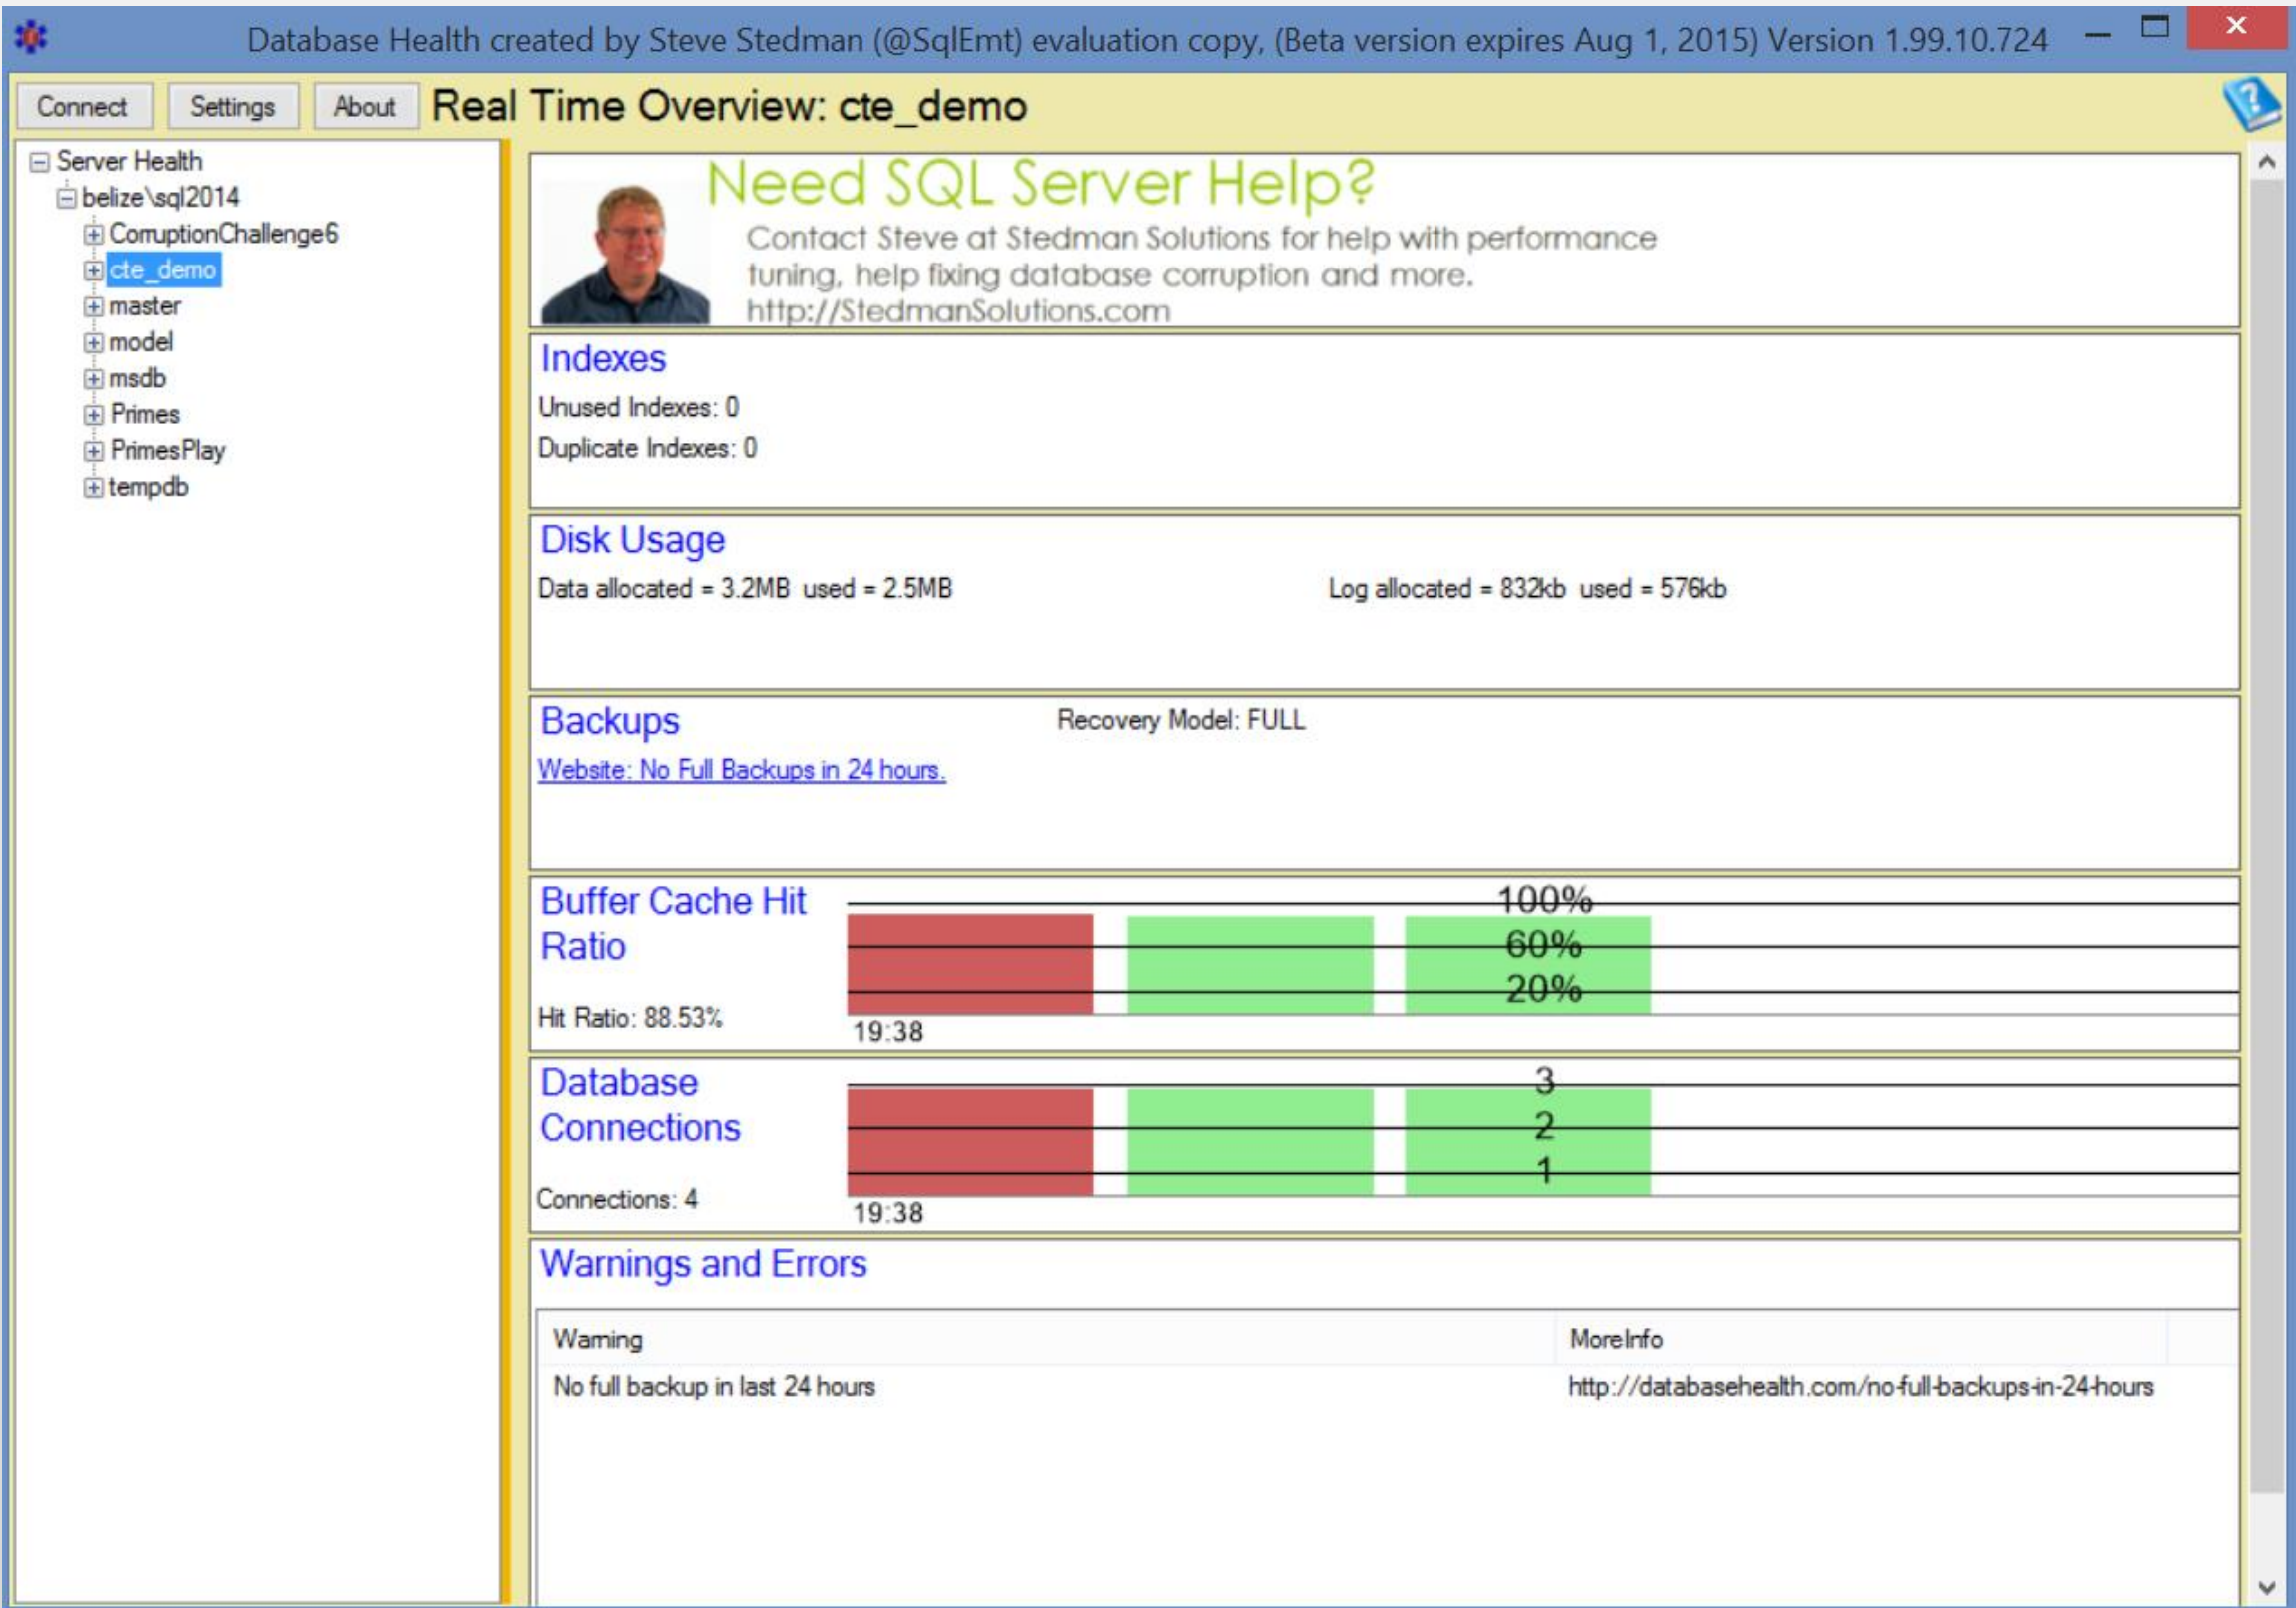 Database Health created by Steve Stedman (@SqlEmt) evaluation copy, (Beta version expires Aug 1, 2015) Version 1.99.10.724
Connect Settings About Real Time Overview: cte_demo
Server Health
belize\sql2014
CorruptionChallenge6
cte_demo
master
model
msdb
Primes
PrimesPlay
tempdb
Need SQL Server Help?
Contact Steve at Stedman Solutions for help with performance
tuning, help fixing database corruption and more.
http://StedmanSolutions.com
Indexes
Unused Indexes: 0
Duplicate Indexes: 0
Disk Usage
Data allocated = 3.2MB used = 2.5MB Log allocated = 832kb used = 576kb
Backups Recovery Model: FULL
Website: No Full Backups in 24 hours.
Buffer Cache Hit
Ratio
Hit Ratio: 88.53%
100%
60%
20%
19:38
Database
Connections
Connections: 4
3
2
1
19:38
Warnings and Errors
Warning MoreInfo
No full backup in last 24 hours http://databasehealth.com/no-full-backups-in-24-hours